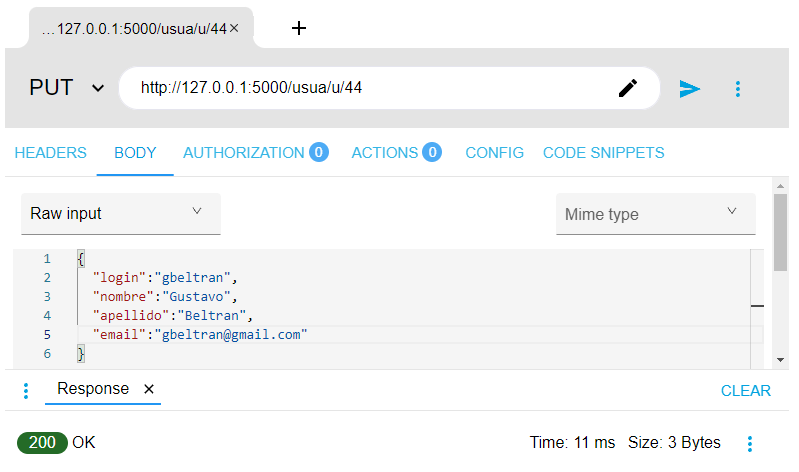 ...127.0.0.1:5000/usua/u/44× +
PUT http://127.0.0.1:5000/usua/u/44
HEADERS BODY AUTHORIZATION 0 ACTIONS 0 CONFIG CODE SNIPPETS
Raw input Mime type
1 {
2 "login":"gbeltran",
3 "nombre":"Gustavo",
4 "apellido":"Beltran",
5 "email":"gbeltran@gmail.com"
6 }
Response × CLEAR
200 OK Time: 11 ms Size: 3 Bytes